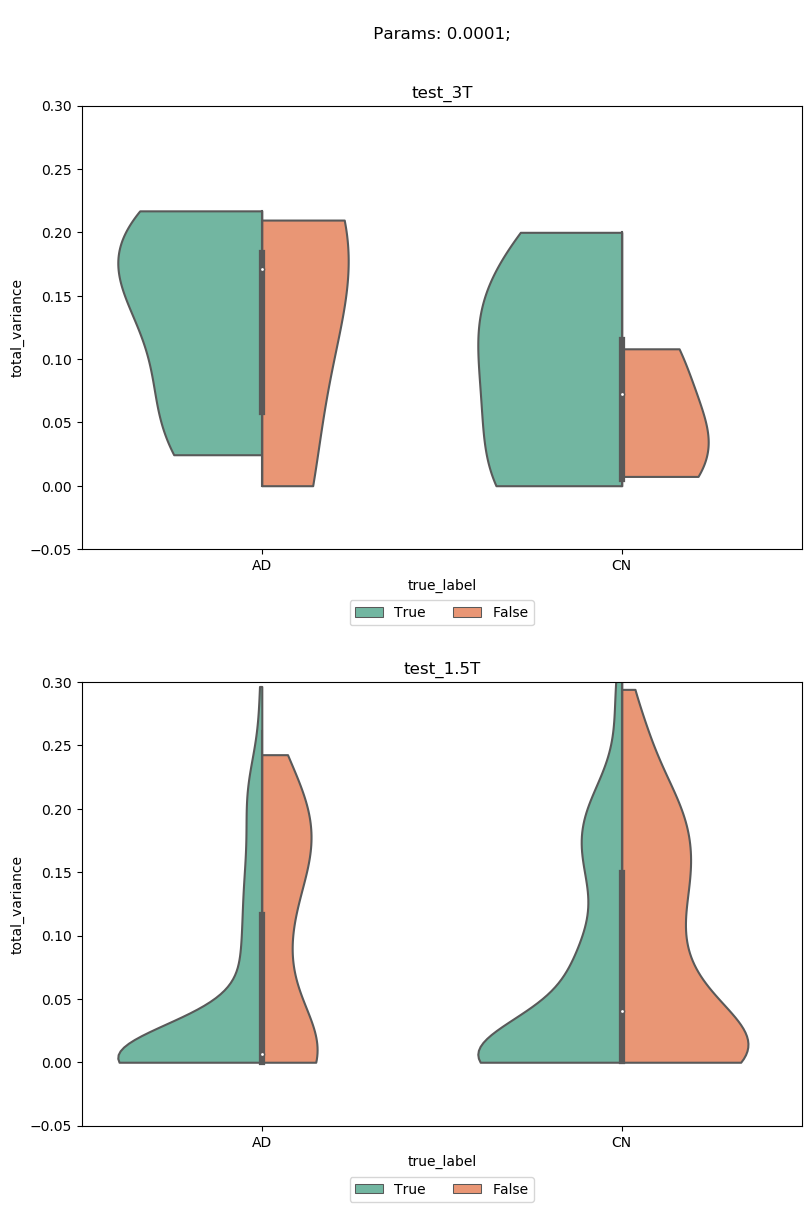 Params: 0.0001;
test_3T
0.30
0.25
0.20
0.15
0.10
0.05
0.00
−0.05
total_variance
AD CN
true_label
True False
test_1.5T
0.30
0.25
0.20
0.15
0.10
0.05
0.00
−0.05
total_variance
AD CN
true_label
True False